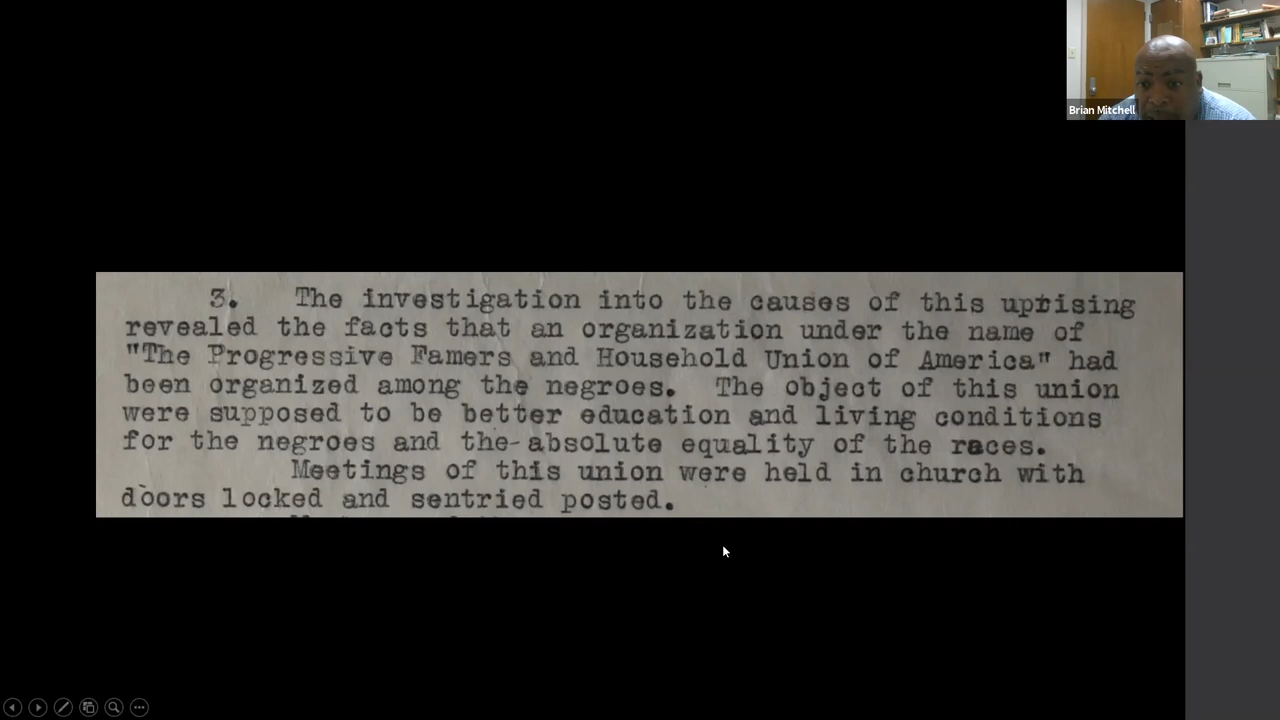 Brian Mitchell
3. The investigation into the causes of this uprising
revealed the facts that an organization under the name of
"The Progressive Famers and Household Union of America" had
been organized among the negroes. The object of this union
were supposed to be better education and living conditions
for the negroes and the-absolute equality of the races.
Meetings of this union were held in church with
doors locked and sentried posted.